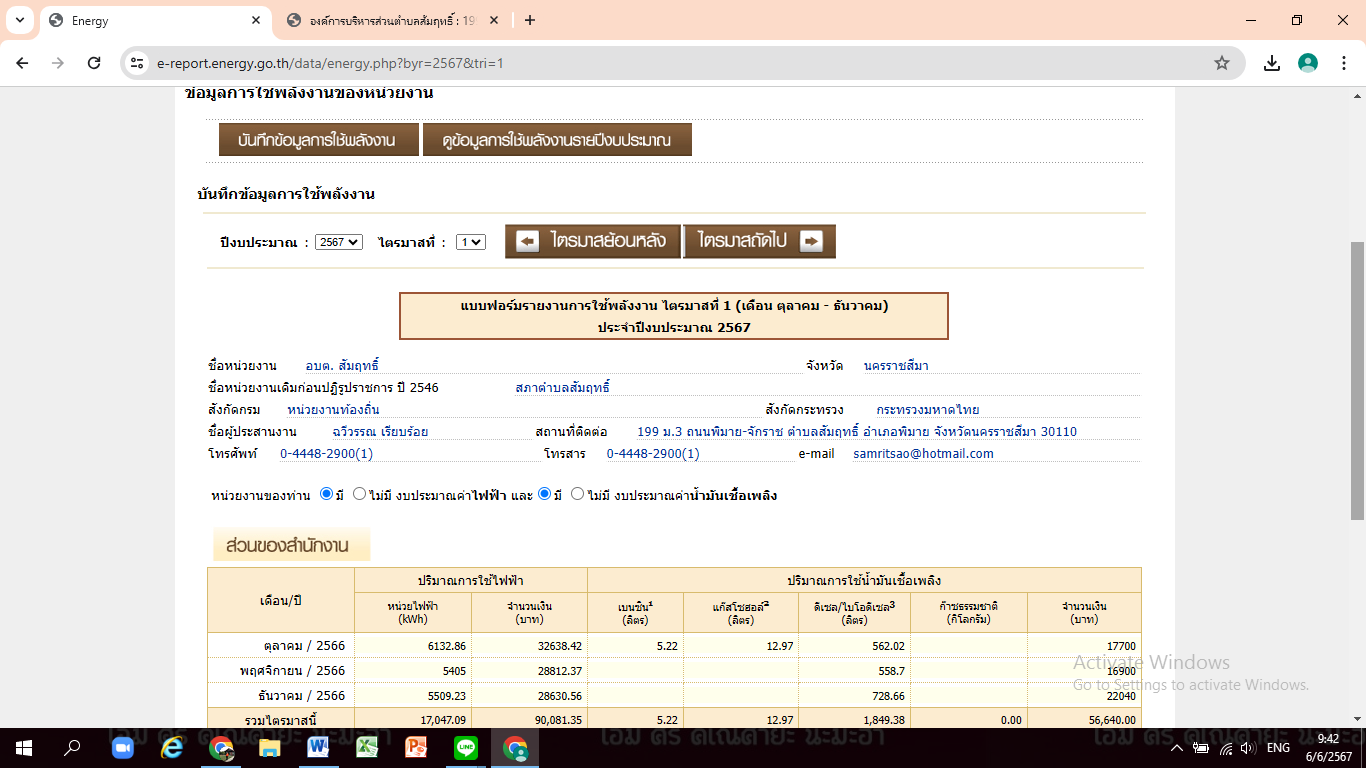 Energy
องค์การบริหารส่วนตำบลสัมฤทธิ์ : 19
e-report.energy.go.th/data/energy.php?byr=2567&tri=1
ข้อมูลการใช้พลังงานของหน่วยงาน
บันทึกข้อมูลการใช้พลังงาน ดูข้อมูลการใช้พลังงานรายปีงบประมาณ
บันทึกข้อมูลการใช้พลังงาน
ปีงบประมาณ : 2567 ไตรมาสที่ : 1 ไตรมาสย้อนหลัง ไตรมาสถัดไป
แบบฟอร์มรายงานการใช้พลังงาน ไตรมาสที่ 1 (เดือน ตุลาคม - ธันวาคม)
ประจำปีงบประมาณ 2567
ชื่อหน่วยงาน อบต. สัมฤทธิ์ จังหวัด นครราชสีมา
ชื่อหน่วยงานเดิมก่อนปฏิรูปราชการ ปี 2546 สภาตำบลสัมฤทธิ์
สังกัดกรม หน่วยงานท้องถิ่น สังกัดกระทรวง กระทรวงมหาดไทย
ชื่อผู้ประสานงาน ฉวีวรรณ เรียบร้อย สถานที่ติดต่อ 199 ม.3 ถนนพิมาย-จักราช ตำบลสัมฤทธิ์ อำเภอพิมาย จังหวัดนครราชสีมา 30110
โทรศัพท์ 0-4448-2900(1) โทรสาร 0-4448-2900(1) e-mail samritsao@hotmail.com
หน่วยงานของท่าน มี ไม่มี งบประมาณค่าไฟฟ้า และ มี ไม่มี งบประมาณค่าน้ำมันเชื้อเพลิง
ส่วนของสำนักงาน
เดือน/ปี ปริมาณการใช้ไฟฟ้า ปริมาณการใช้น้ำมันเชื้อเพลิง
หน่วยไฟฟ้า จำนวนเงิน เบนซิน¹ แก๊สโซฮอล์² ดีเซล/ไบโอดีเซล³ ก๊าซธรรมชาติ จำนวนเงิน
(kWh) (บาท) (ลิตร) (ลิตร) (ลิตร) (กิโลกรัม) (บาท)
ตุลาคม / 2566 6132.86 32638.42 5.22 12.97 562.02 17700
พฤศจิกายน / 2566 5405 28812.37 558.7 16900
ธันวาคม / 2566 5509.23 28630.56 728.66 22040
รวมไตรมาสนี้ 17,047.09 90,081.35 5.22 12.97 1,849.38 0.00 56,640.00
Activate Windows
Go to Settings to activate Windows.
ENG
9:42
6/6/2567